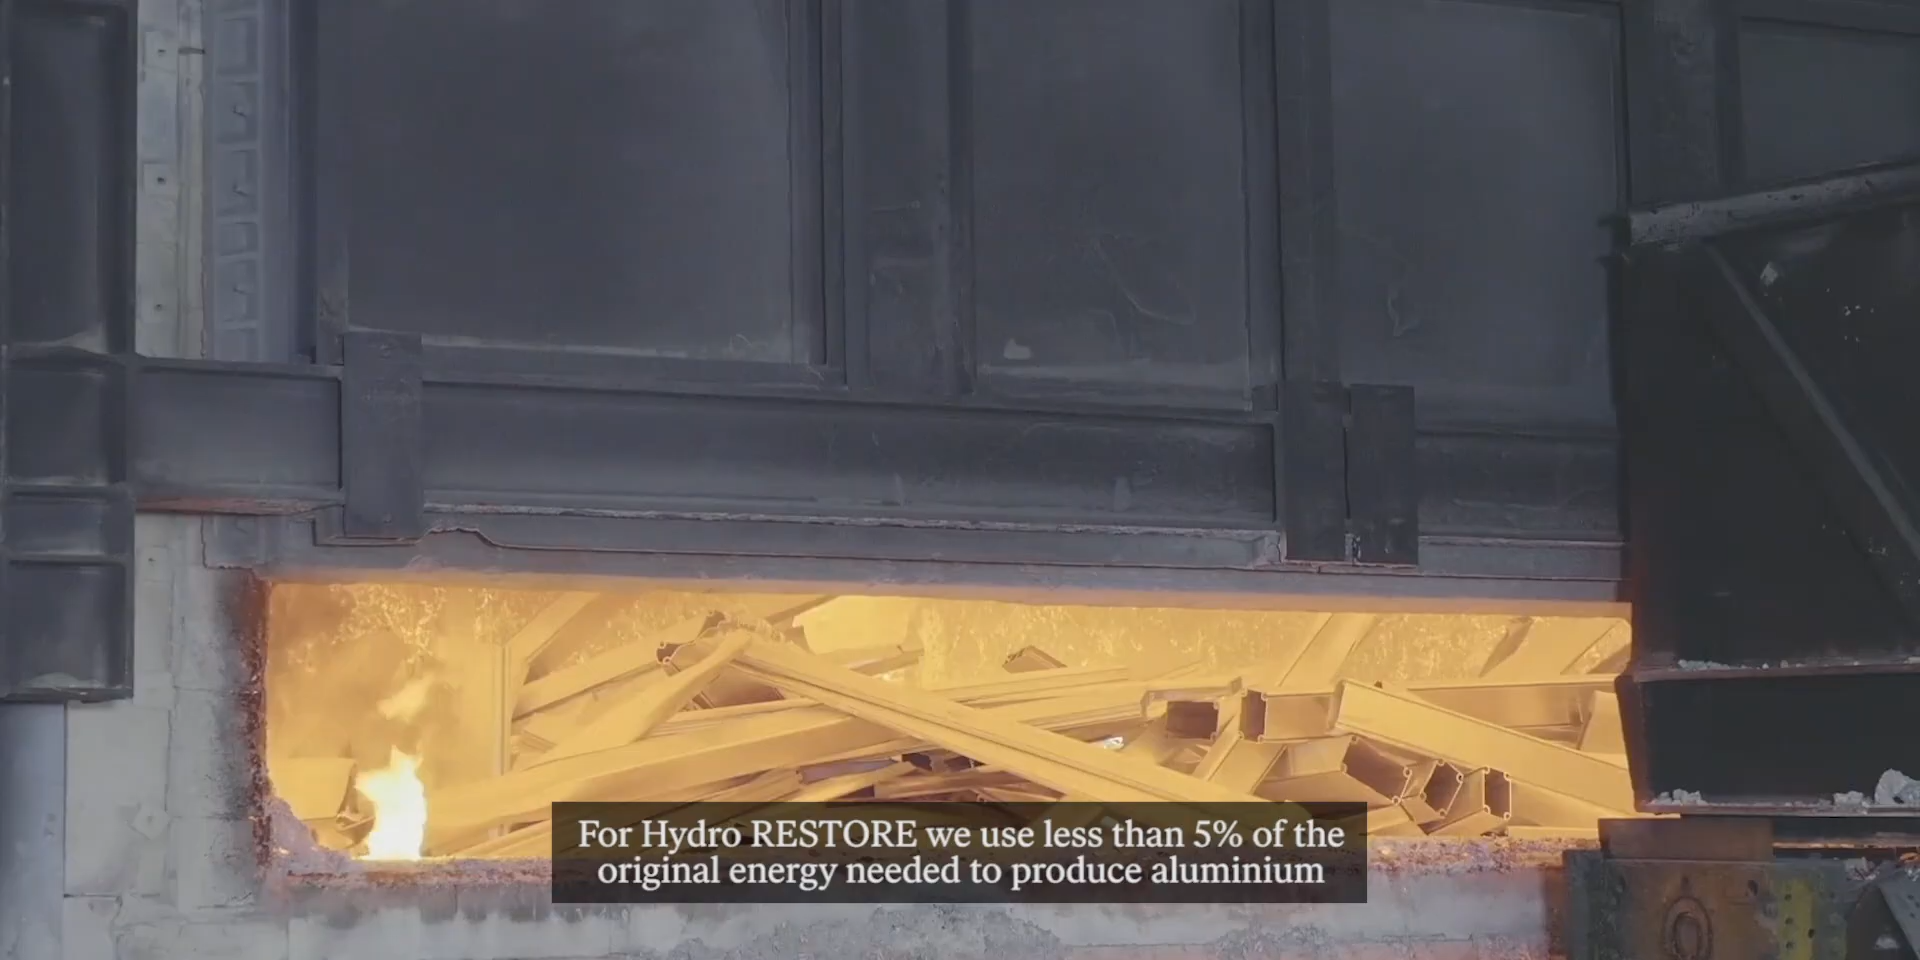 For Hydro RESTORE we use less than 5% of the
original energy needed to produce aluminium